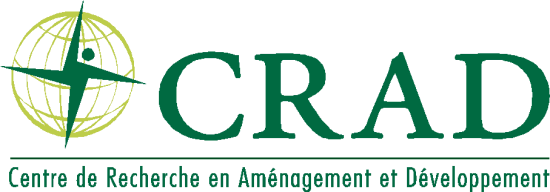 CRAD
Centre de Recherche en Aménagement et Développement